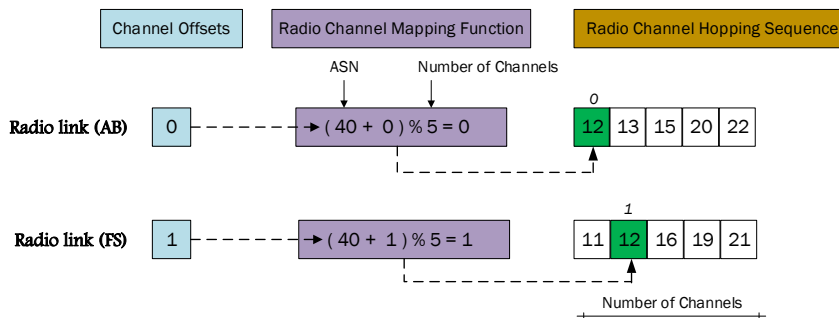 Channel Offsets
Radio Channel Mapping Function
Radio Channel Hopping Sequence
ASN
Number of Channels
0
Radio link (AB)
0
( 40 + 0 ) % 5 = 0
12 13 15 20 22
1
Radio link (FS)
1
( 40 + 1 ) % 5 = 1
11 12 16 19 21
Number of Channels